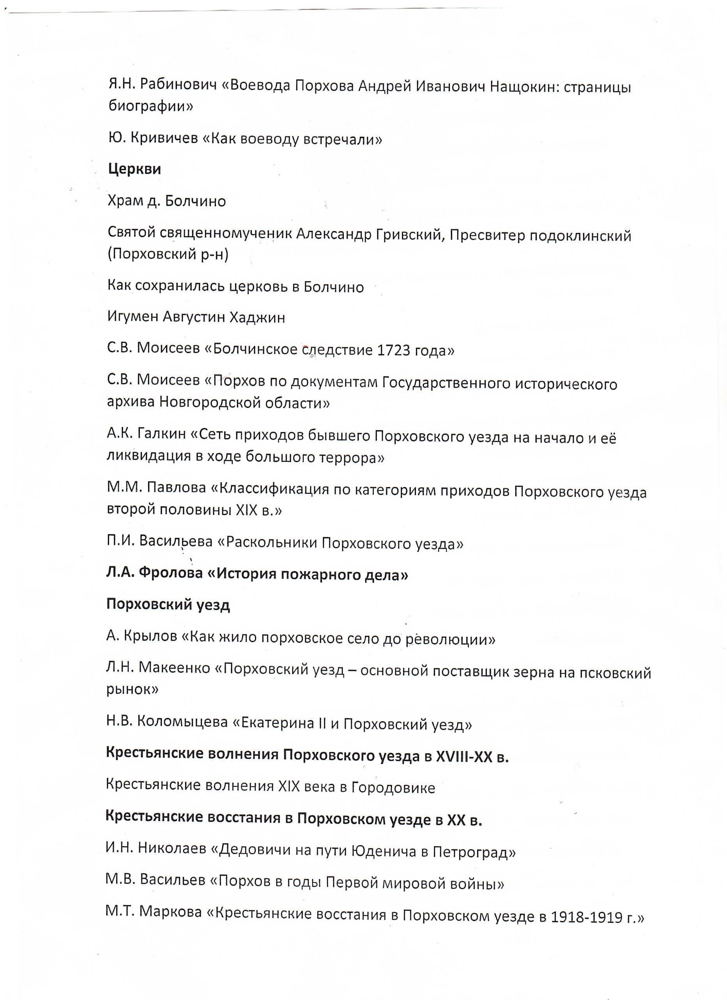 Я.Н. Рабинович «Воевода Порхова Андрей Иванович Нащокин: страницы
биографии»
Ю. Кривичев «Как воеводу встречали»
Церкви
Храм д. Болчино
Святой священномученик Александр Гривский, Пресвитер подоклинский
(Порховский р-н)
Как сохранилась церковь в Болчино
Игумен Августин Хаджин
С.В. Моисеев «Болчинское следствие 1723 года»
С.В. Моисеев «Порхов по документам Государственного исторического
архива Новгородской области»
А.К. Галкин «Сеть приходов бывшего Порховского уезда на начало и её
ликвидация в ходе большого террора»
М.М. Павлова «Классификация по категориям приходов Порховского уезда
второй половины XIX в.»
П.И. Васильева «Раскольники Порховского уезда»
Л.А. Фролова «История пожарного дела»
Порховский уезд
А. Крылов «Как жило порховское село до революции»
Л.Н. Макеенко «Порховский уезд – основной поставщик зерна на псковский
рынок»
Н.В. Коломыцева «Екатерина II и Порховский уезд»
Крестьянские волнения Порховского уезда в XVIII-XX в.
Крестьянские волнения XIX века в Городовике
Крестьянские восстания в Порховском уезде в XX в.
И.Н. Николаев «Дедовичи на пути Юденича в Петроград»
М.В. Васильев «Порхов в годы Первой мировой войны»
М.Т. Маркова «Крестьянские восстания в Порховском уезде в 1918-1919 г.»